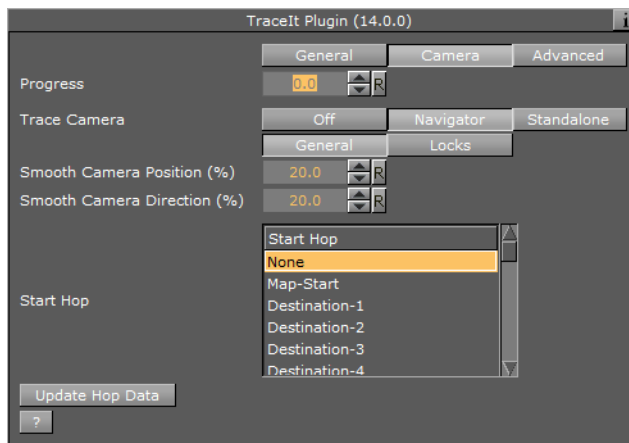 TraceIt Plugin (14.0.0) i
General Camera Advanced
Progress 0.0 R
Trace Camera Off Navigator Standalone
General Locks
Smooth Camera Position (%) 20.0 R
Smooth Camera Direction (%) 20.0 R
Start Hop
None
Map-Start
Start Hop Destination-1
Destination-2
Destination-3
Destination-4
Update Hop Data
?